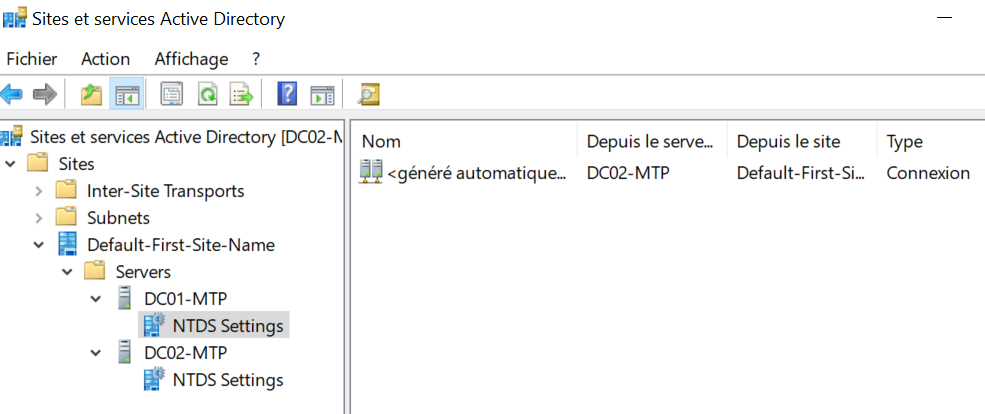 Sites et services Active Directory
Fichier Action Affichage ?
Sites et services Active Directory [DC02-M
Sites
Inter-Site Transports
Subnets
Default-First-Site-Name
Servers
DC01-MTP
NTDS Settings
DC02-MTP
NTDS Settings
Nom Depuis le serve... Depuis le site Type
<généré automatique... DC02-MTP Default-First-Si... Connexion